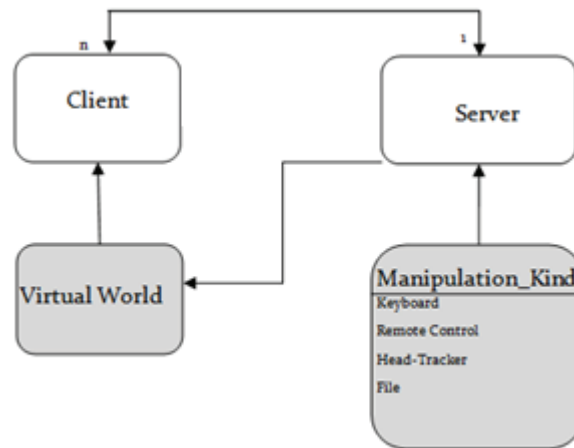 n
1
Client
Server
Virtual World
Manipulation_Kind
Keyboard
Remote Control
Head-Tracker
File